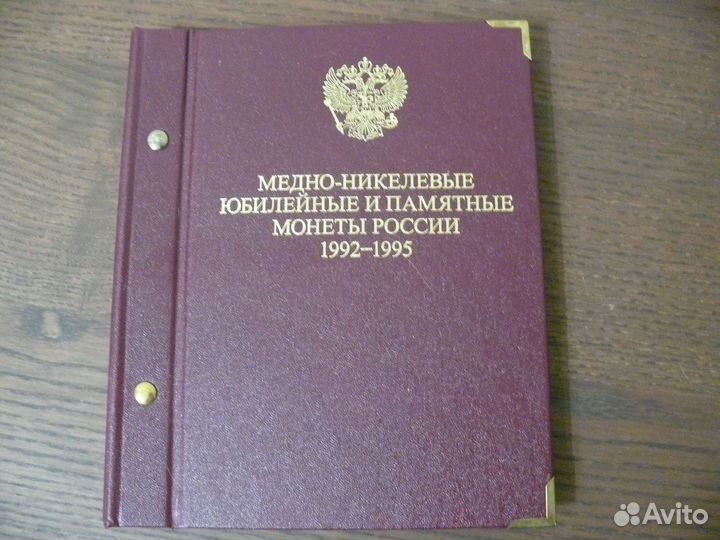 МЕДНО-НИКЕЛЕВЫЕ
ЮБИЛЕЙНЫЕ И ПАМЯТНЫЕ
МОНЕТЫ РОССИИ
1992–1995
Avito